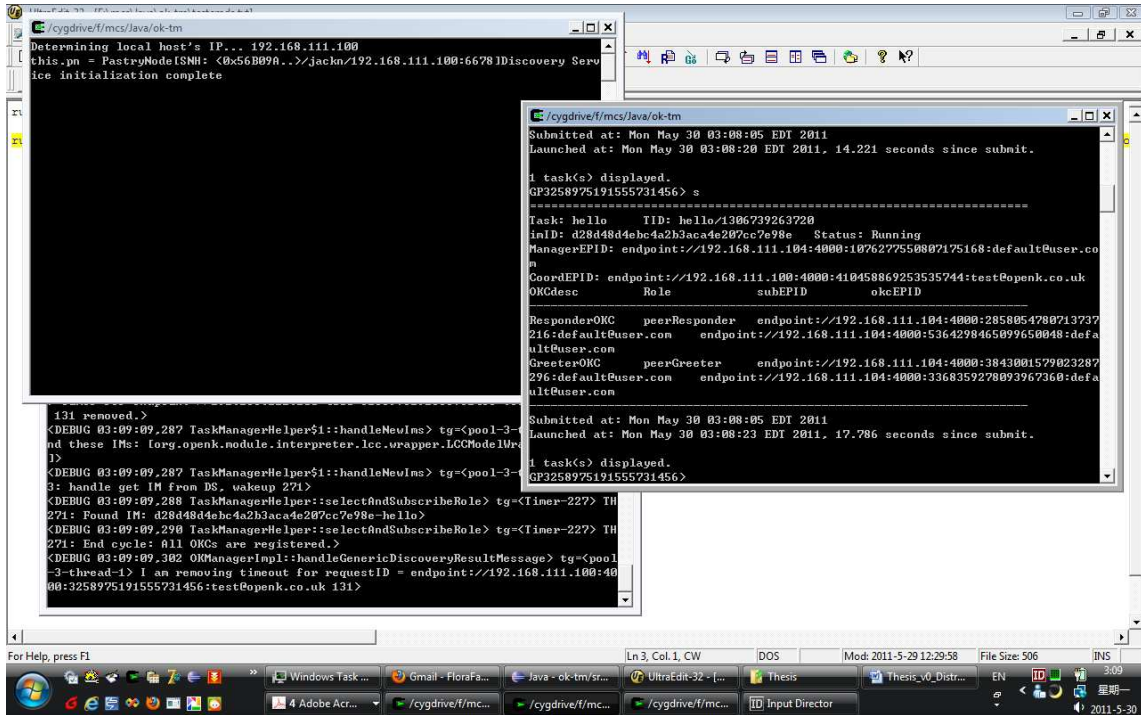 UltraEdit-32 - [F:\mcs\Java\ok-tm\testcmds.txt]
/cygdrive/f/mcs/Java/ok-tm
Determining local host's IP... 192.168.111.100
this.pn = PastryNode[SNH: <0x56B09A..>/jackn/192.168.111.100:6678]Discovery Serv
ice initialization complete
/cygdrive/f/mcs/Java/ok-tm
Submitted at: Mon May 30 03:08:05 EDT 2011
Launched at: Mon May 30 03:08:20 EDT 2011, 14.221 seconds since submit.
1 task(s) displayed.
GP3258975191555731456> s
Task: hello TID: hello/1306739263720
imID: d28d48d4ebc4a2b3aca4e207cc7e98e Status: Running
ManagerEPID: endpoint://192.168.111.104:4000:1076277550807175168:default@user.co
m
CoordEPID: endpoint://192.168.111.100:4000:410458869253535744:test@openk.co.uk
OKCdesc Role subEPID okcEPID
ResponderOKC peerResponder endpoint://192.168.111.104:4000:2858054780713737
216:default@user.com endpoint://192.168.111.104:4000:5364298465099650048:defa
ult@user.com
GreeterOKC peerGreeter endpoint://192.168.111.104:4000:3843001579023287
296:default@user.com endpoint://192.168.111.104:4000:3368359278093967360:defa
ult@user.com
Submitted at: Mon May 30 03:08:05 EDT 2011
Launched at: Mon May 30 03:08:23 EDT 2011, 17.786 seconds since submit.
1 task(s) displayed.
GP3258975191555731456>
131 removed.>
<DEBUG 03:09:09,287 TaskManagerHelper$1::handleNewIms> tg=<pool-3-t
nd these IMs: [org.openk.module.interpreter.lcc.wrapper.LCCModelWra
]>
<DEBUG 03:09:09,287 TaskManagerHelper$1::handleNewIms> tg=<pool-3-t
3: handle get IM from DS, wakeup 271>
<DEBUG 03:09:09,288 TaskManagerHelper::selectAndSubscribeRole> tg=<Timer-227> TH
271: Found IM: d28d48d4ebc4a2b3aca4e207cc7e98e-hello>
<DEBUG 03:09:09,290 TaskManagerHelper::selectAndSubscribeRole> tg=<Timer-227> TH
271: End cycle: All OKCs are registered.>
<DEBUG 03:09:09,302 OKManagerImpl::handleGenericDiscoveryResultMessage> tg=<pool
-3-thread-1> I am removing timeout for requestID = endpoint://192.168.111.100:40
00:3258975191555731456:test@openk.co.uk 131>
For Help, press F1 Ln 3, Col. 1, CW DOS Mod: 2011-5-29 12:29:58 File Size: 506 INS
Windows Task ... Gmail - FloraFa... Java - ok-tm/sr... UltraEdit-32 - [... Thesis Thesis_v0_Distr... EN 3:09
4 Adobe Acr... /cygdrive/f/mc... /cygdrive/f/mc... /cygdrive/f/mc... Input Director 星期一
2011-5-30